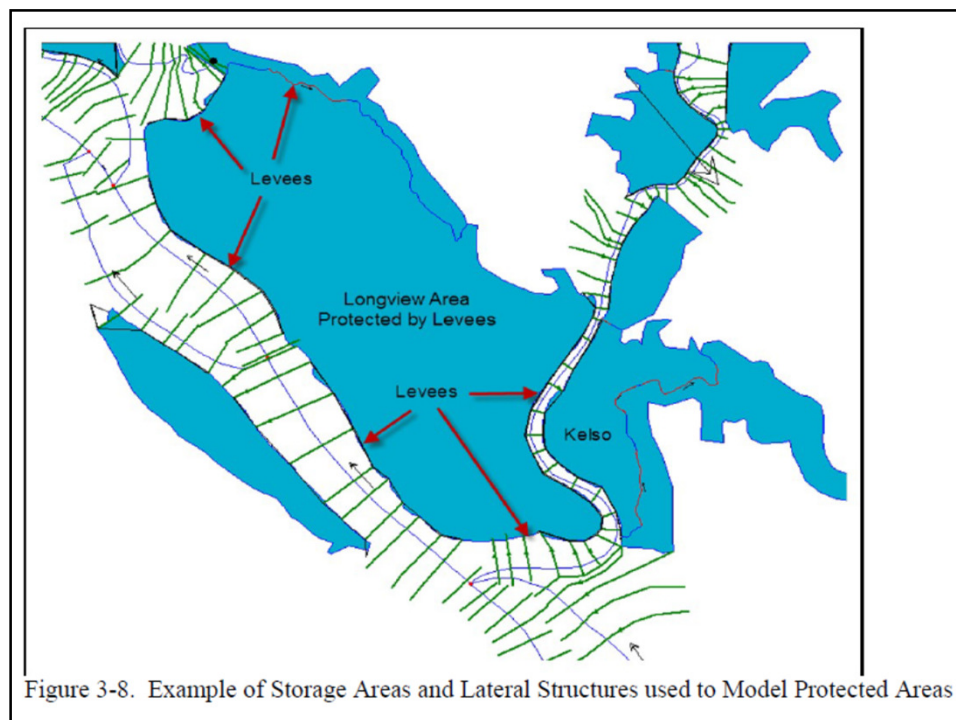 Levees
Longview Area
Protected by Levees
Levees
Kelso
Figure 3-8.  Example of Storage Areas and Lateral Structures used to Model Protected Areas